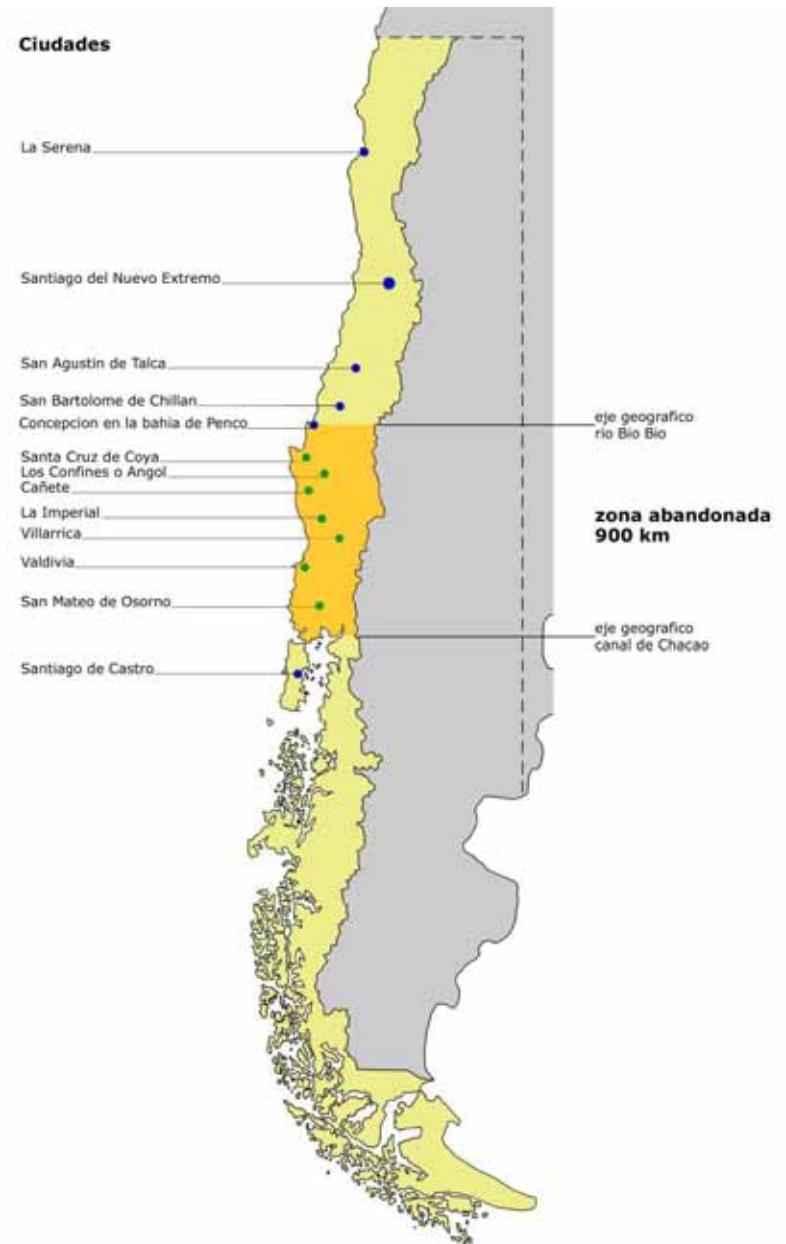 Ciudades
La Serena
Santiago del Nuevo Extremo
San Agustin de Talca
San Bartolome de Chillan
Concepcion en la bahia de Penco
Santa Cruz de Coya
Los Confines o Angol
Cañete
La Imperial
Villarrica
Valdivia
San Mateo de Osorno
Santiago de Castro
eje geografico
rio Bio Bio
zona abandonada
900 km
eje geografico
canal de Chacao